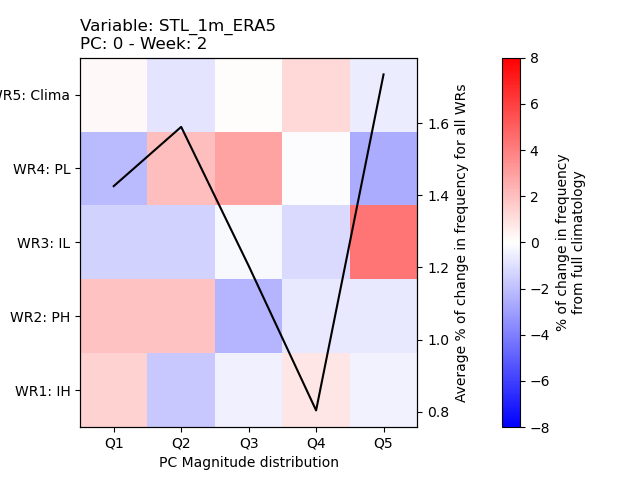 Variable: STL_1m_ERA5
PC: 0 - Week: 2
WR5: Clima
WR4: PL
WR3: IL
WR2: PH
WR1: IH
Q1 Q2 Q3 Q4 Q5
PC Magnitude distribution
1.6
1.4
1.2
1.0
0.8
Average % of change in frequency for all WRs
8
6
4
2
0
−2
−4
−6
−8
% of change in frequency
from full climatology